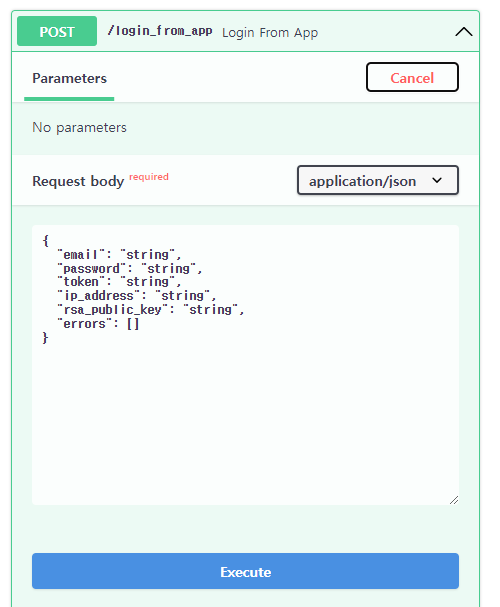 POST /login_from_app Login From App
Parameters Cancel
No parameters
Request body required application/json
{
  "email": "string",
  "password": "string",
  "token": "string",
  "ip_address": "string",
  "rsa_public_key": "string",
  "errors": []
}
Execute